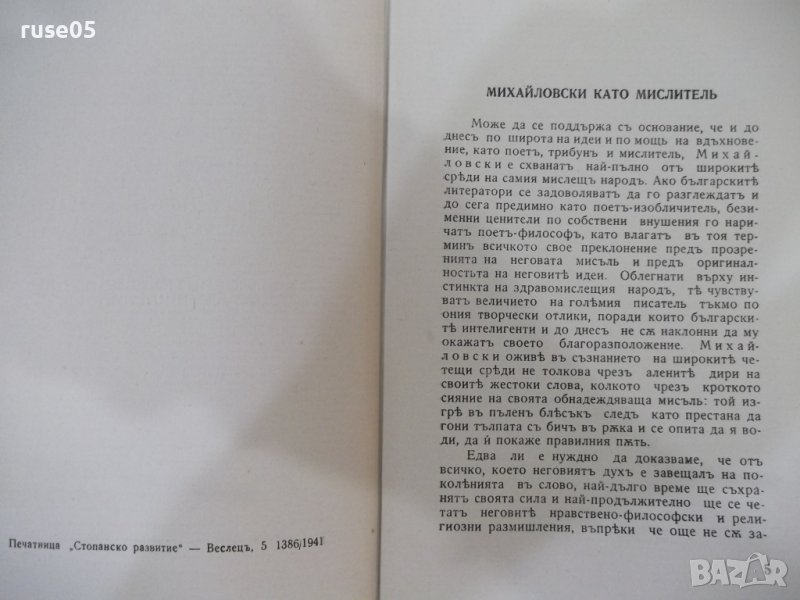 ruse05
Печатница „Стопанско развитие“ — Веслецъ, 5 1386/1941
МИХАЙЛОВСКИ КАТО МИСЛИТЕЛЬ
Може да се поддържа съ основание, че и до
днесъ по широта на идеи и по мощь на вдъхнове-
ние, като поетъ, трибунъ и мислитель, Михай-
ловски е схванатъ най-пълно отъ широкитѣ
срѣди на самия мислещъ народъ. Ако българскитѣ
литератори се задоволяватъ да го разглеждатъ и
до сега предимно като поетъ-изобличитель, бези-
менни ценители по собствени внушения го нари-
чатъ поетъ-философъ, като влагатъ въ тоя тер-
минъ всичкото свое преклонение предъ прозре-
нията на неговата мисъль и предъ оригинал-
ностьта на неговитѣ идеи. Облегнати върху ин-
стинкта на здравомислещия народъ, тѣ чувству-
ватъ величието на голѣмия писатель тъкмо по
ония творчески отлики, поради които български-
тѣ интелигенти и до днесъ не сѫ наклонни да му
окажатъ своето благоразположение. Михай-
ловски оживѣ въ съзнанието на широкитѣ че-
тещи срѣди не толкова чрезъ аленитѣ дири на
своитѣ жестоки слова, колкото чрезъ кроткото
сияние на своята обнадеждаваща мисъль: той из-
грѣ въ пъленъ блѣсъкъ следъ като престана да
гони тълпата съ бичъ въ рѫка и се опита да я во-
ди, да ѝ покаже правилния пѫть.
Едва ли е нуждно да доказваме, че отъ
всичко, което неговиятъ духъ е завещалъ на по-
колѣнията въ слово, най-дълго време ще съхра-
нятъ своята сила и най-продължително ще се че-
татъ неговитѣ нравствено-философски и рели-
гиозни размишления, въпрѣки че още не сѫ за-
5
BAZAR